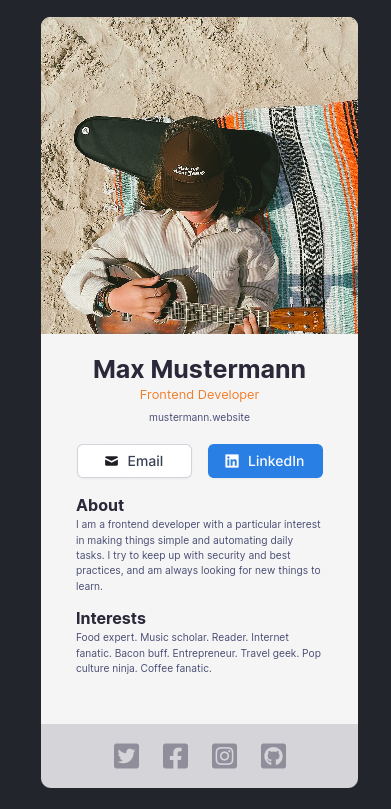 Max Mustermann
Frontend Developer
mustermann.website
Email
LinkedIn
About
I am a frontend developer with a particular interest
in making things simple and automating daily
tasks. I try to keep up with security and best
practices, and am always looking for new things to
learn.
Interests
Food expert. Music scholar. Reader. Internet
fanatic. Bacon buff. Entrepreneur. Travel geek. Pop
culture ninja. Coffee fanatic.